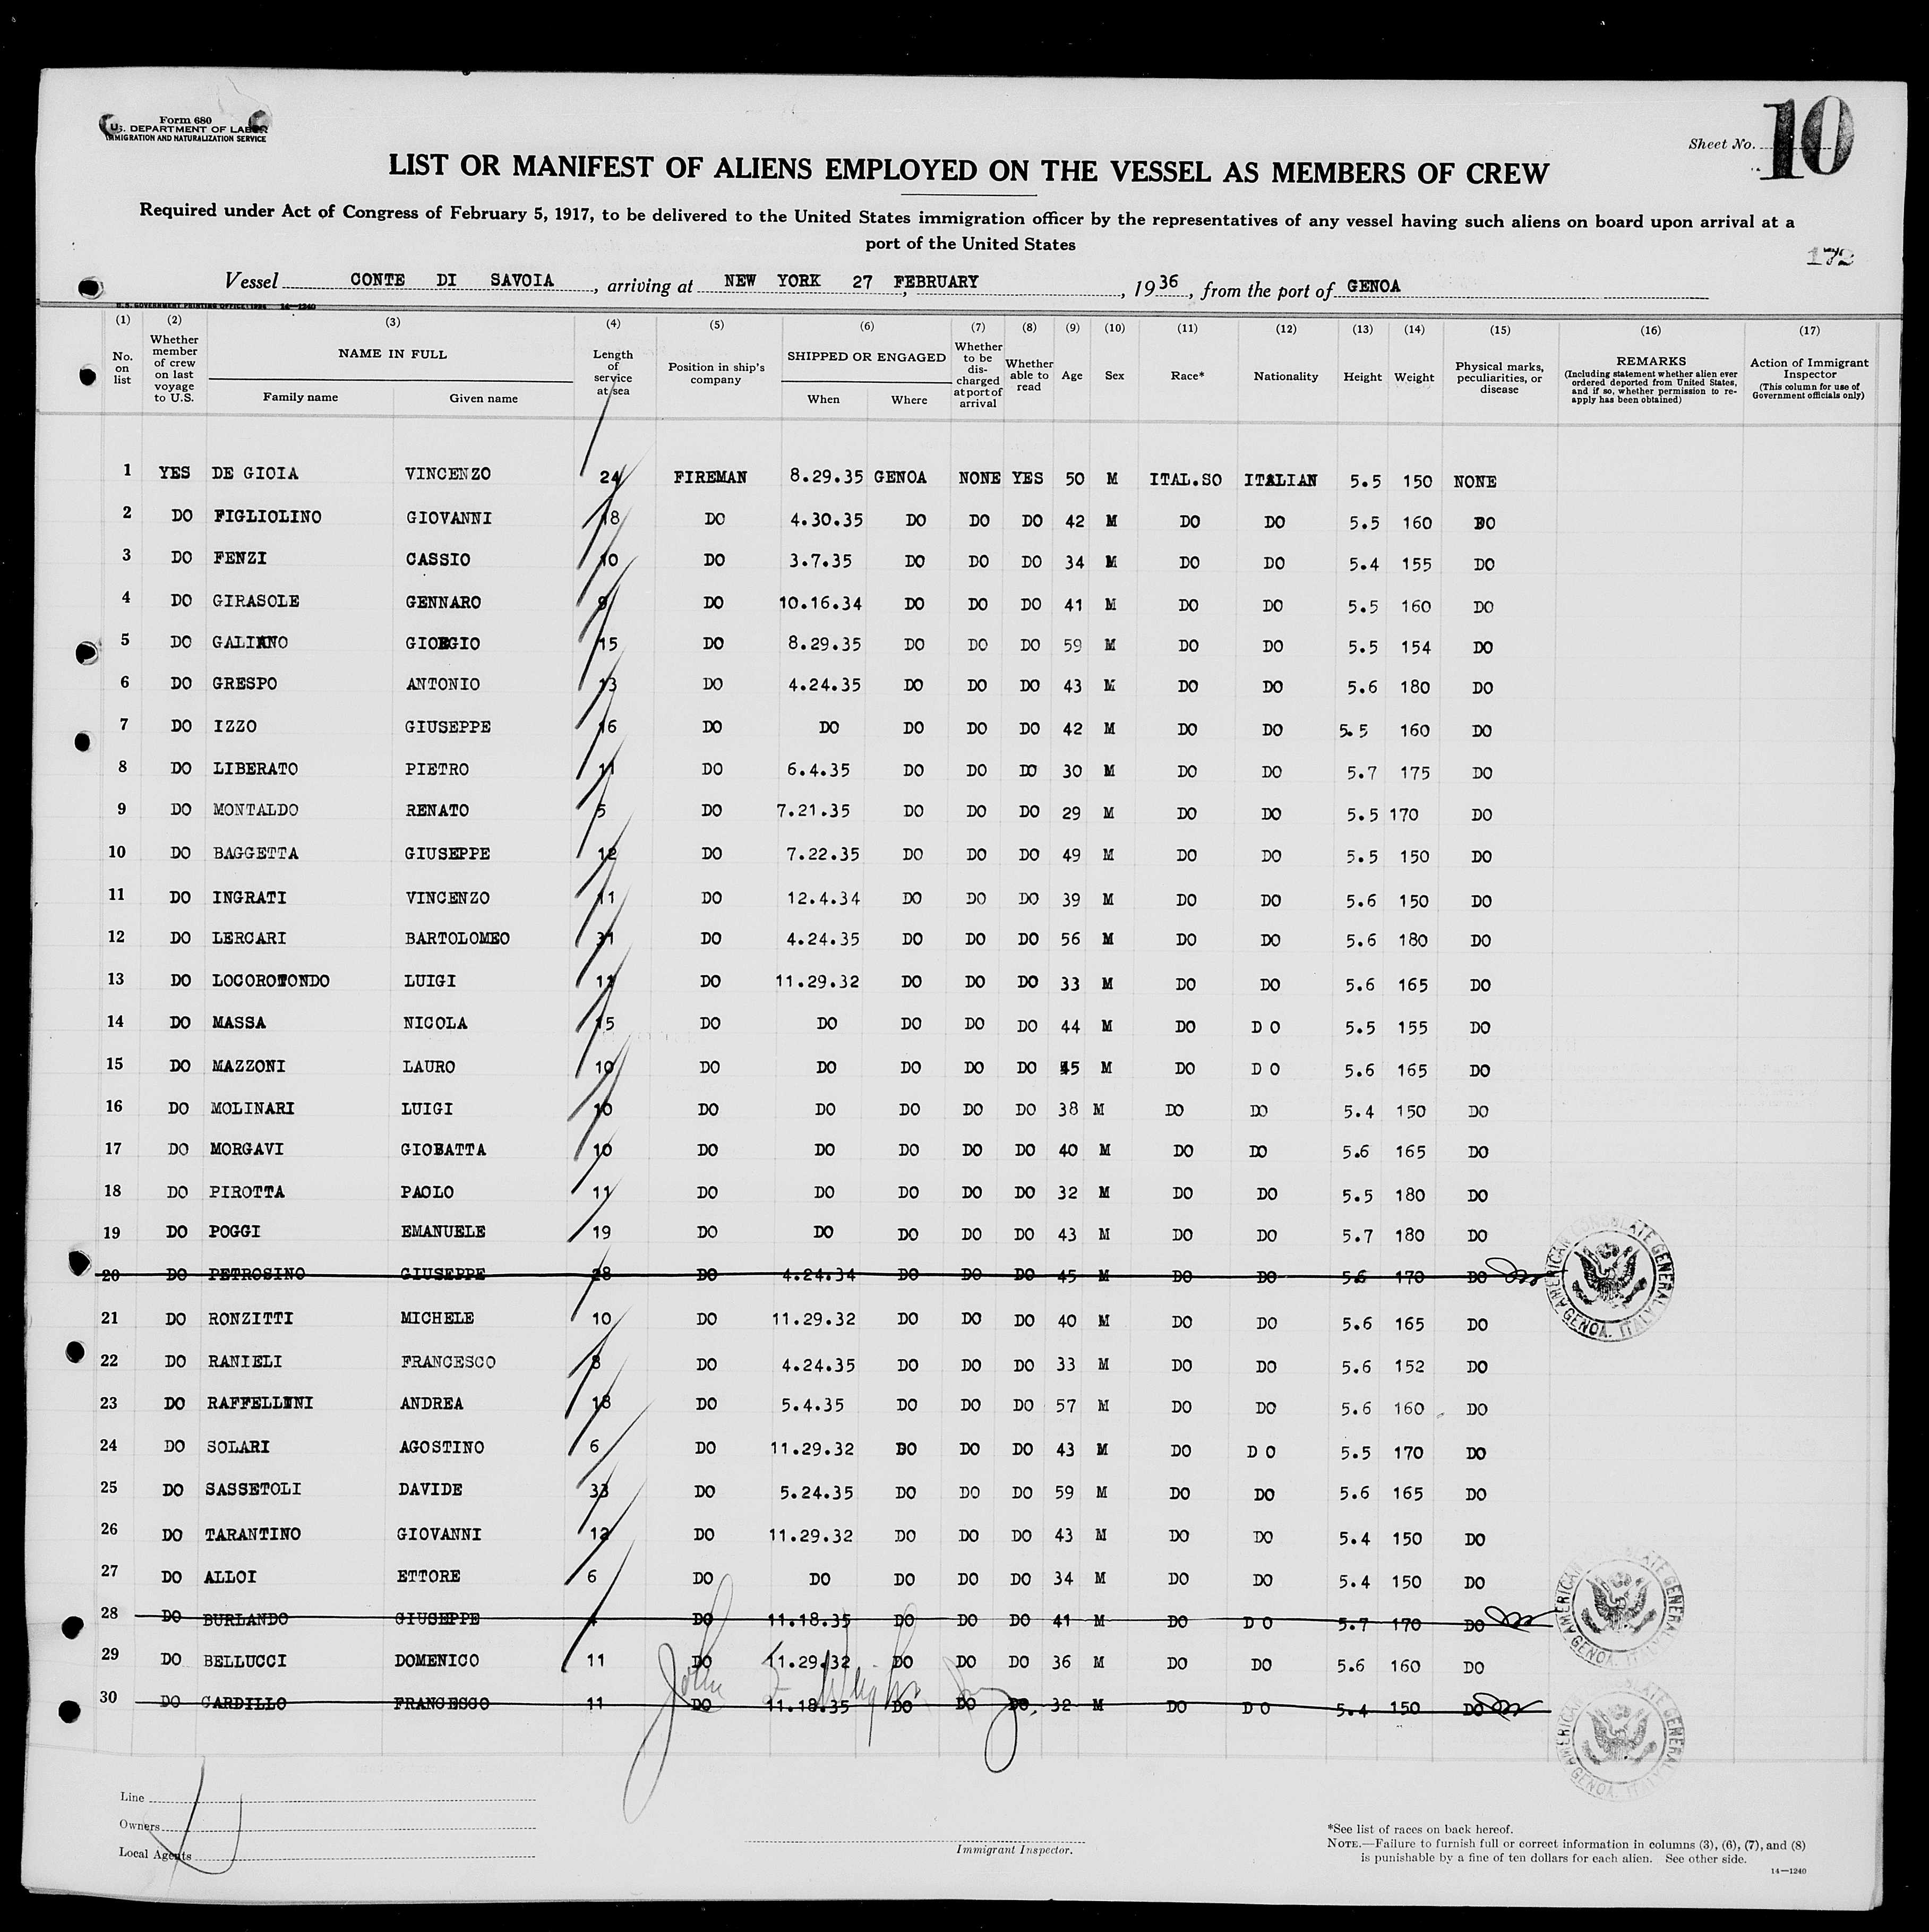 Form 680
U.S. DEPARTMENT OF LABOR
IMMIGRATION AND NATURALIZATION SERVICE
Sheet No. 10
LIST OR MANIFEST OF ALIENS EMPLOYED ON THE VESSEL AS MEMBERS OF CREW
Required under Act of Congress of February 5, 1917, to be delivered to the United States immigration officer by the representatives of any vessel having such aliens on board upon arrival at a
port of the United States
172
Vessel CONTE DI SAVOIA, arriving at NEW YORK 27 FEBRUARY, 1936, from the port of GENOA
U. S. GOVERNMENT PRINTING OFFICE: 14—1240
(1) (2) (3) (4) (5) (6) (7) (8) (9) (10) (11) (12) (13) (14) (15) (16) (17)
No. on list
Whether member of crew on last voyage to U.S.
NAME IN FULL
Family name Given name
Length of service at sea
Position in ship's company
SHIPPED OR ENGAGED
When Where
Whether to be discharged at port of arrival
Whether able to read
Age Sex Race* Nationality Height Weight
Physical marks, peculiarities, or disease
REMARKS
(Including statement whether alien ever ordered deported from United States, and if so, whether permission to reapply has been obtained)
Action of Immigrant Inspector
(This column for use of Government officials only)
1 YES DE GIOIA VINCENZO 24 FIREMAN 8.29.35 GENOA NONE YES 50 M ITAL.SO ITALIAN 5.5 150 NONE
2 DO FIGLIOLINO GIOVANNI 18 DO 4.30.35 DO DO DO 42 M DO DO 5.5 160 DO
3 DO FENZI CASSIO 10 DO 3.7.35 DO DO DO 34 M DO DO 5.4 155 DO
4 DO GIRASOLE GENNARO 9 DO 10.16.34 DO DO DO 41 M DO DO 5.5 160 DO
5 DO GALIANO GIORGIO 15 DO 8.29.35 DO DO DO 59 M DO DO 5.5 154 DO
6 DO GRESPO ANTONIO 13 DO 4.24.35 DO DO DO 43 M DO DO 5.6 180 DO
7 DO IZZO GIUSEPPE 16 DO DO DO DO DO 42 M DO DO 5.5 160 DO
8 DO LIBERATO PIETRO 11 DO 6.4.35 DO DO DO 30 M DO DO 5.7 175 DO
9 DO MONTALDO RENATO 5 DO 7.21.35 DO DO DO 29 M DO DO 5.5 170 DO
10 DO BAGGETTA GIUSEPPE 12 DO 7.22.35 DO DO DO 49 M DO DO 5.5 150 DO
11 DO INGRATI VINCENZO 11 DO 12.4.34 DO DO DO 39 M DO DO 5.6 150 DO
12 DO LERCARI BARTOLOMEO 31 DO 4.24.35 DO DO DO 56 M DO DO 5.6 180 DO
13 DO LOCOROTONDO LUIGI 11 DO 11.29.32 DO DO DO 33 M DO DO 5.6 165 DO
14 DO MASSA NICOLA 15 DO DO DO DO DO 44 M DO D O 5.5 155 DO
15 DO MAZZONI LAURO 10 DO DO DO DO DO 45 M DO D O 5.6 165 DO
16 DO MOLINARI LUIGI 10 DO DO DO DO DO 38 M DO DO 5.4 150 DO
17 DO MORGAVI GIOBATTA 10 DO DO DO DO DO 40 M DO DO 5.6 165 DO
18 DO PIROTTA PAOLO 11 DO DO DO DO DO 32 M DO DO 5.5 180 DO
19 DO POGGI EMANUELE 19 DO DO DO DO DO 43 M DO DO 5.7 180 DO
20 DO PETROSINO GIUSEPPE 28 DO 4.24.34 DO DO DO 45 M DO DO 5.6 170 DO
AMERICAN CONSULATE GENERAL GENOA. ITALY
21 DO RONZITTI MICHELE 10 DO 11.29.32 DO DO DO 40 M DO DO 5.6 165 DO
22 DO RANIELI FRANCESCO 8 DO 4.24.35 DO DO DO 33 M DO DO 5.6 152 DO
23 DO RAFFELLINI ANDREA 18 DO 5.4.35 DO DO DO 57 M DO DO 5.6 160 DO
24 DO SOLARI AGOSTINO 6 DO 11.29.32 DO DO DO 43 M DO D O 5.5 170 DO
25 DO SASSETOLI DAVIDE 33 DO 5.24.35 DO DO DO 59 M DO DO 5.6 165 DO
26 DO TARANTINO GIOVANNI 12 DO 11.29.32 DO DO DO 43 M DO DO 5.4 150 DO
27 DO ALLOI ETTORE 6 DO DO DO DO DO 34 M DO DO 5.4 150 DO
28 DO BURLANDO GIUSEPPE 4 DO 11.18.35 DO DO DO 41 M DO D O 5.7 170 DO
AMERICAN CONSULATE GENERAL GENOA. ITALY
29 DO BELLUCCI DOMENICO 11 DO 11.29.32 DO DO DO 36 M DO DO 5.6 160 DO
30 DO CARDILLO FRANCESCO 11 DO 11.18.35 DO DO DO 32 M DO D O 5.4 150 DO
AMERICAN CONSULATE GENERAL GENOA. ITALY
John
Line
Owners
Local Agents
Immigrant Inspector.
*See list of races on back hereof.
NOTE.—Failure to furnish full or correct information in columns (3), (6), (7), and (8)
is punishable by a fine of ten dollars for each alien. See other side.
14—1240